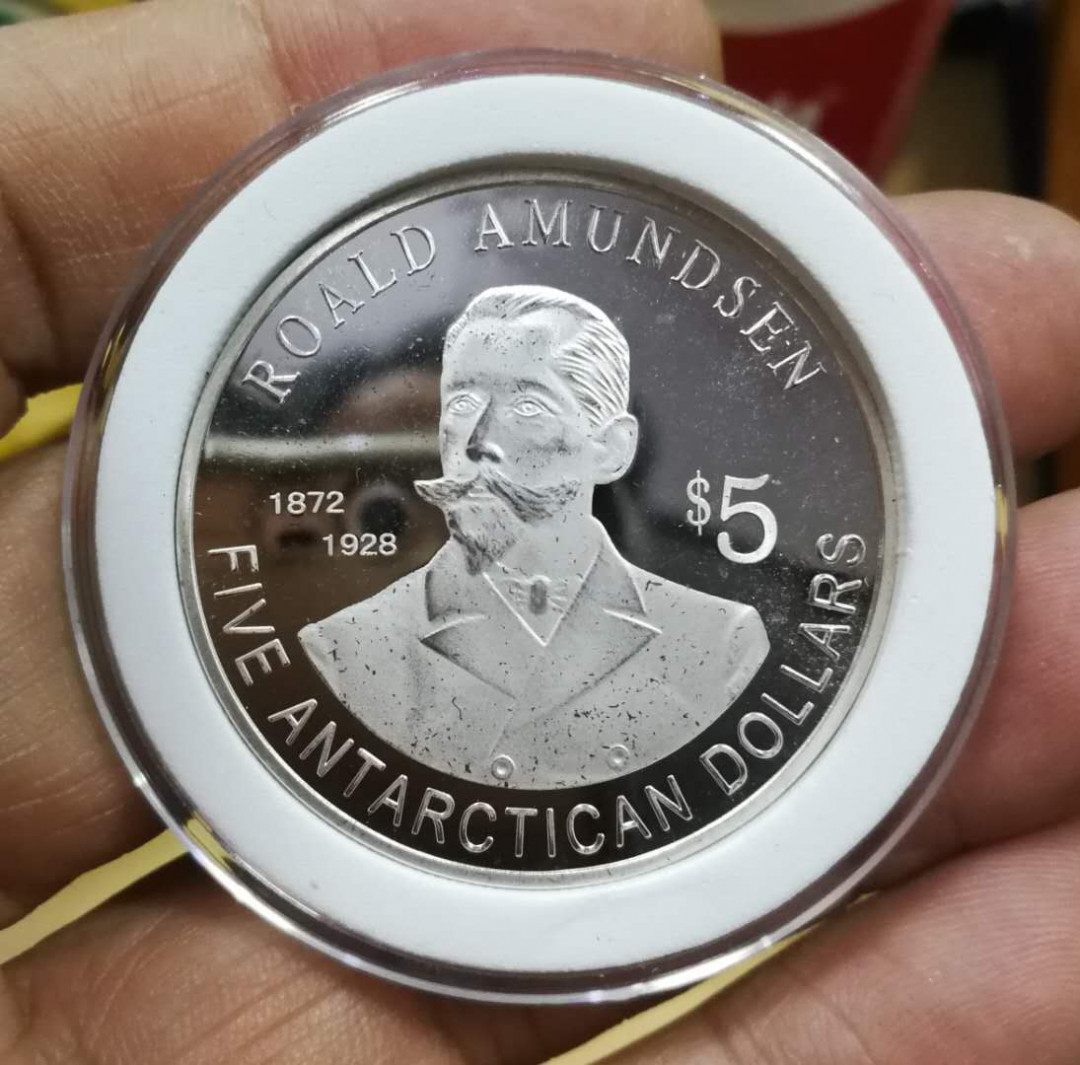 ROALD AMUNDSEN
1872
1928
$5
FIVE ANTARCTICAN DOLLARS